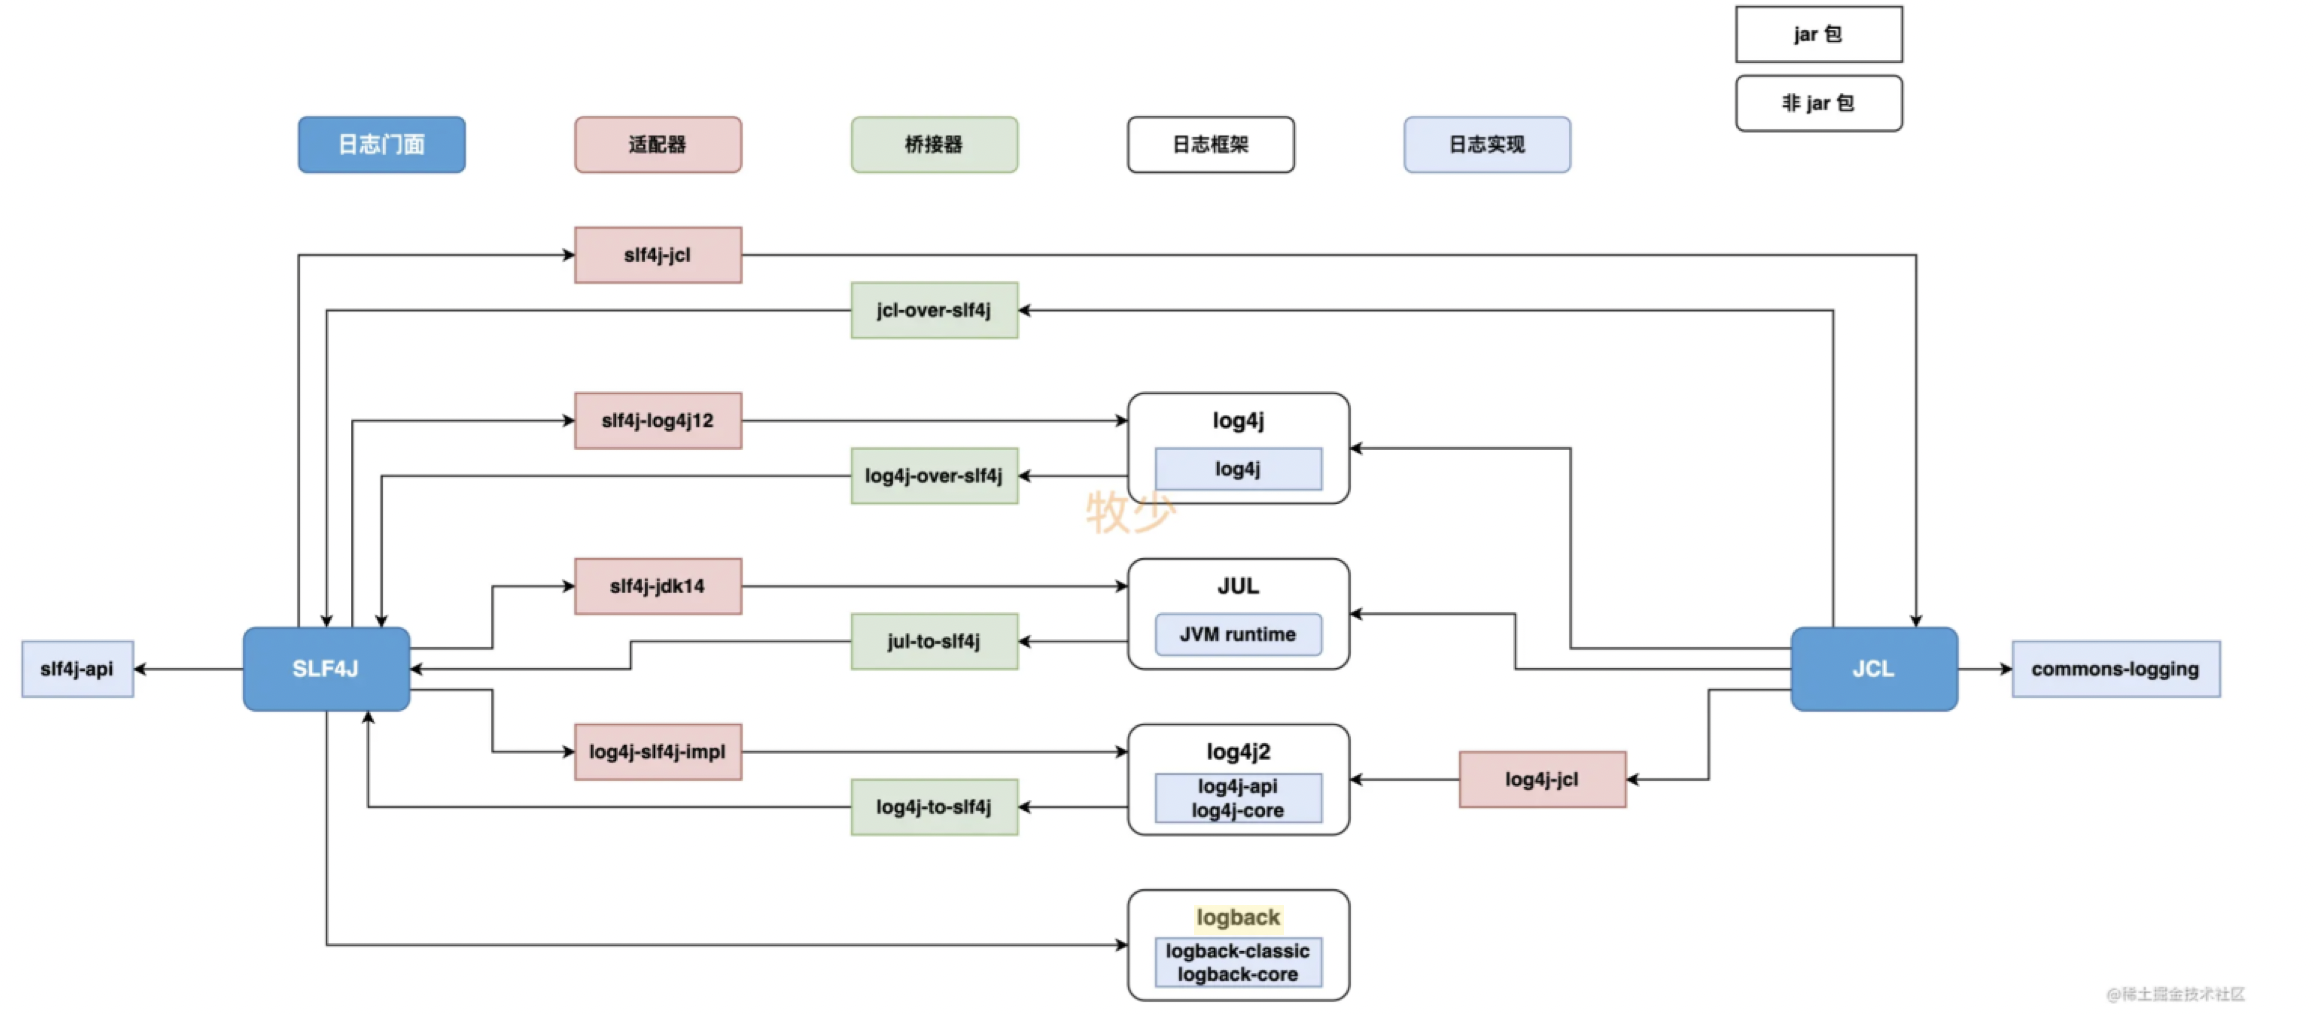 jar 包
非 jar 包
日志门面
适配器
桥接器
日志框架
日志实现
slf4j-jcl
jcl-over-slf4j
slf4j-log4j12
log4j
log4j
log4j-over-slf4j
牧少
slf4j-jdk14
JUL
JVM runtime
jul-to-slf4j
slf4j-api
SLF4J
JCL
commons-logging
log4j-slf4j-impl
log4j2
log4j-api
log4j-core
log4j-jcl
log4j-to-slf4j
logback
logback-classic
logback-core
@稀土掘金技术社区